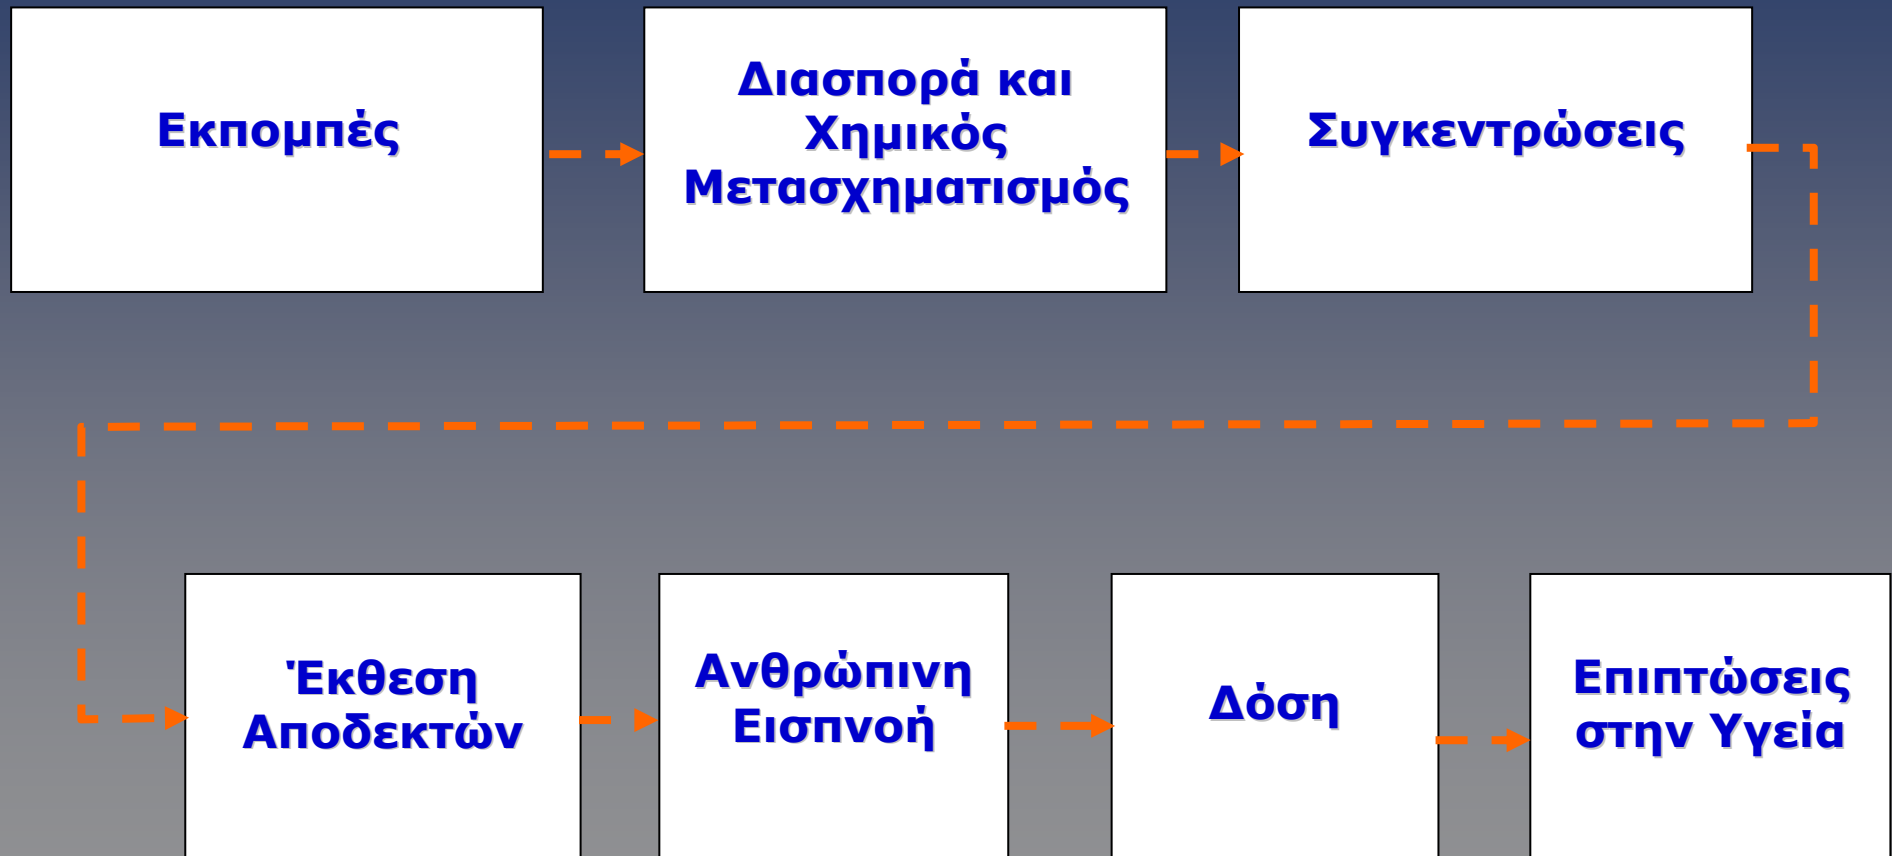 Εκπομπές
Διασπορά και
Χημικός
Μετασχηματισμός
Συγκεντρώσεις
Έκθεση
Αποδεκτών
Ανθρώπινη
Εισπνοή
Δόση
Επιπτώσεις
στην Υγεία